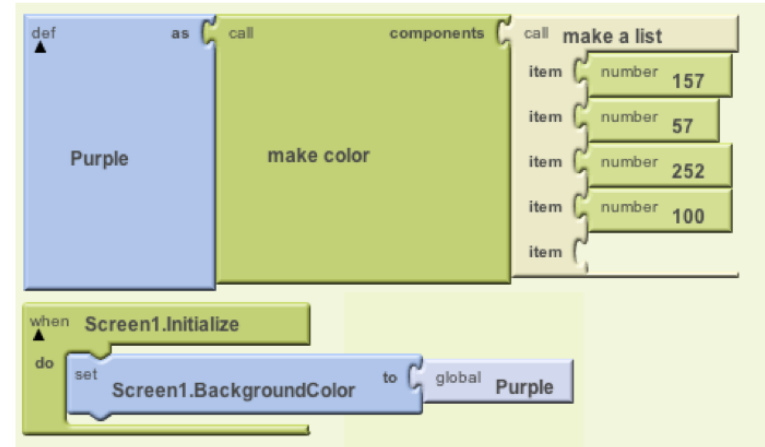 def as call components call make a list
item number 157
item number 57
Purple make color item number 252
item number 100
item
when Screen1.Initialize
do set Screen1.BackgroundColor to global Purple